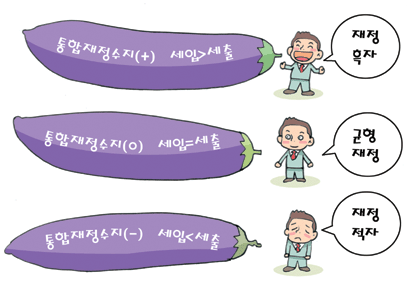 통합재정수지(+) 세입>세출
재정
흑자
통합재정수지(0) 세입=세출
균형
재정
통합재정수지(-) 세입<세출
재정
적자